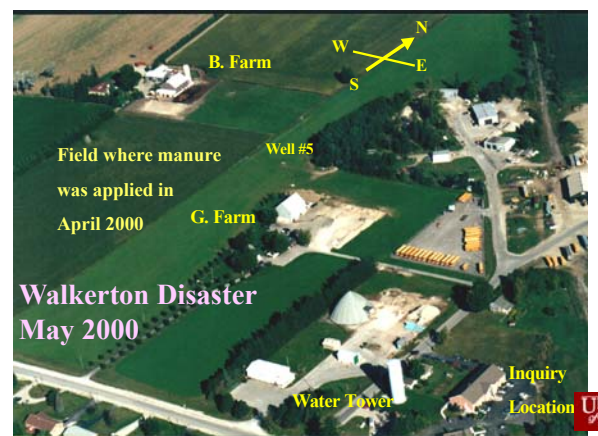 N
W
B. Farm
E
S
Well #5
Field where manure
was applied in
April 2000
G. Farm
Walkerton Disaster
May 2000
Inquiry
Water Tower
Location
U